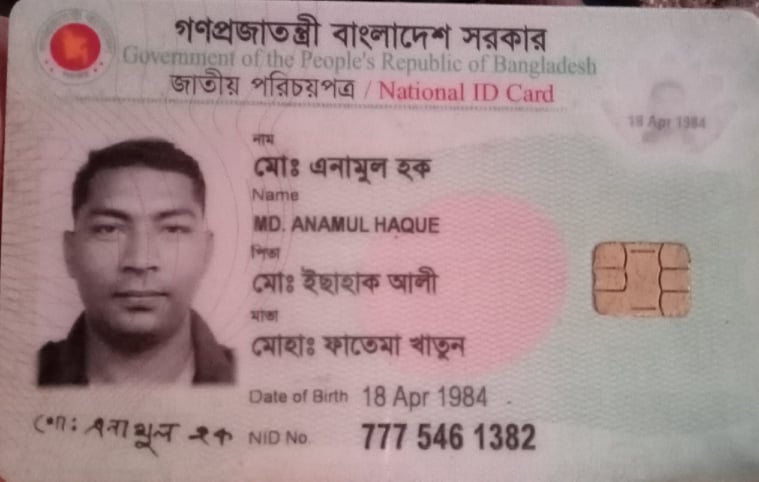 গণপ্রজাতন্ত্রী বাংলাদেশ সরকার
Government of the People's Republic of Bangladesh
জাতীয় পরিচয়পত্র / National ID Card
18 Apr 1984
নাম
মোঃ এনামুল হক
Name
MD. ANAMUL HAQUE
পিতা
মোঃ ইছাহাক আলী
মাতা
মোছাঃ ফাতেমা খাতুন
Date of Birth 18 Apr 1984
মোঃ এনামুল হক
NID No. 777 546 1382